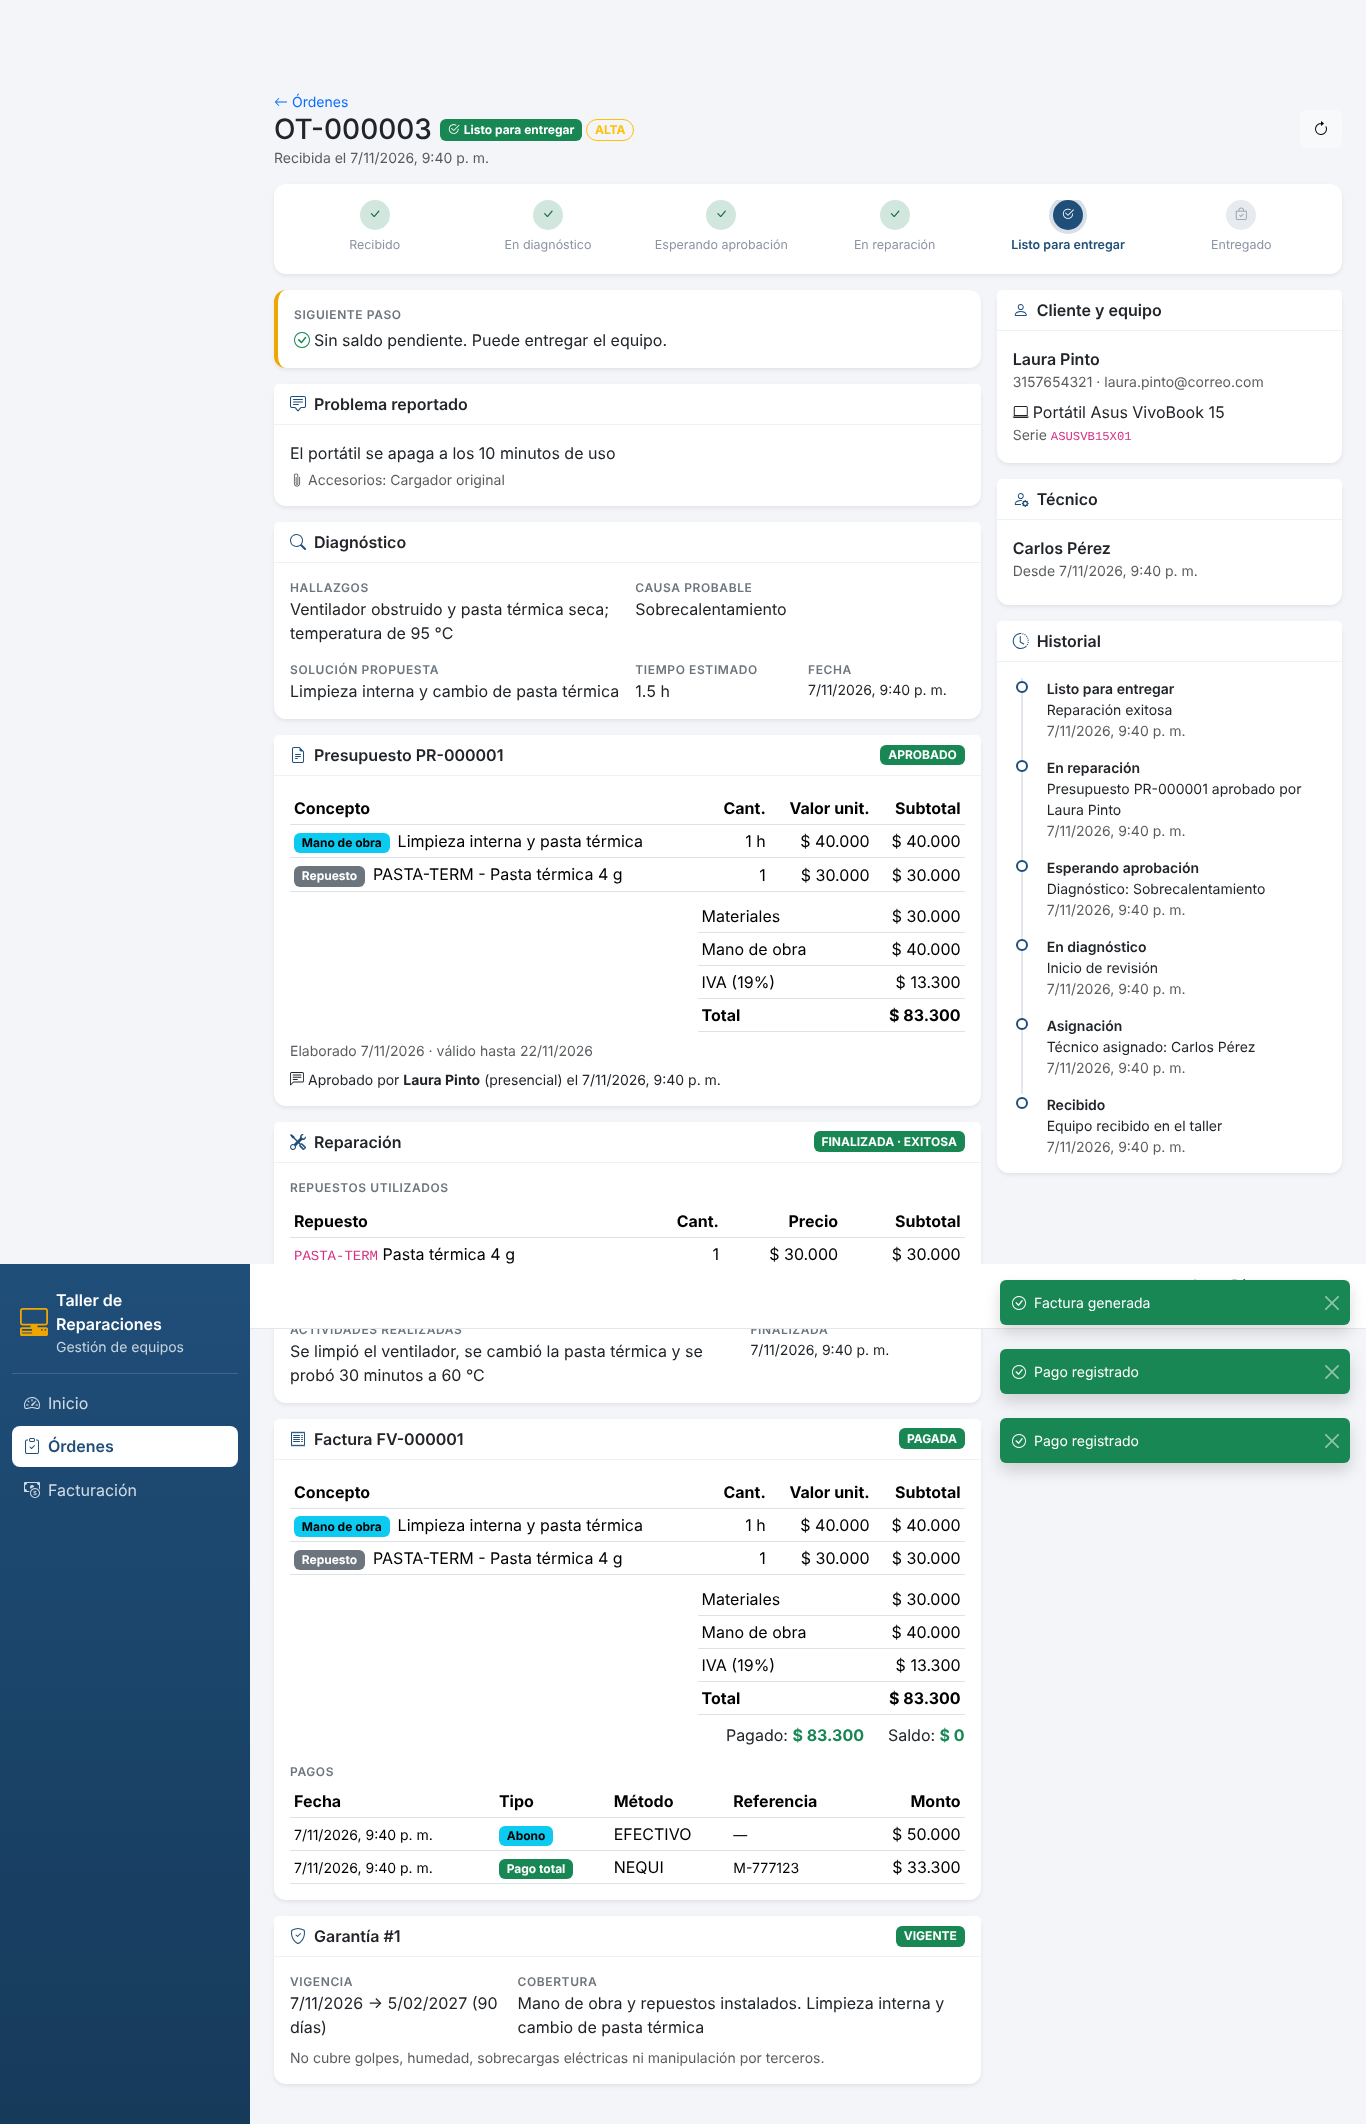 ← Órdenes
OT-000003 Listo para entregar ALTA
Recibida el 7/11/2026, 9:40 p. m.
Recibido En diagnóstico Esperando aprobación En reparación Listo para entregar Entregado
SIGUIENTE PASO
Sin saldo pendiente. Puede entregar el equipo.
Problema reportado
El portátil se apaga a los 10 minutos de uso
Accesorios: Cargador original
Diagnóstico
HALLAZGOS CAUSA PROBABLE
Ventilador obstruido y pasta térmica seca; Sobrecalentamiento
temperatura de 95 °C
SOLUCIÓN PROPUESTA TIEMPO ESTIMADO FECHA
Limpieza interna y cambio de pasta térmica 1.5 h 7/11/2026, 9:40 p. m.
Presupuesto PR-000001 APROBADO
Concepto Cant. Valor unit. Subtotal
Mano de obra Limpieza interna y pasta térmica 1 h $ 40.000 $ 40.000
Repuesto PASTA-TERM - Pasta térmica 4 g 1 $ 30.000 $ 30.000
Materiales $ 30.000
Mano de obra $ 40.000
IVA (19%) $ 13.300
Total $ 83.300
Elaborado 7/11/2026 · válido hasta 22/11/2026
Aprobado por Laura Pinto (presencial) el 7/11/2026, 9:40 p. m.
Reparación FINALIZADA · EXITOSA
REPUESTOS UTILIZADOS
Repuesto Cant. Precio Subtotal
PASTA-TERM Pasta térmica 4 g 1 $ 30.000 $ 30.000
ACTIVIDADES REALIZADAS FINALIZADA
Se limpió el ventilador, se cambió la pasta térmica y se 7/11/2026, 9:40 p. m.
probó 30 minutos a 60 °C
Factura FV-000001 PAGADA
Concepto Cant. Valor unit. Subtotal
Mano de obra Limpieza interna y pasta térmica 1 h $ 40.000 $ 40.000
Repuesto PASTA-TERM - Pasta térmica 4 g 1 $ 30.000 $ 30.000
Materiales $ 30.000
Mano de obra $ 40.000
IVA (19%) $ 13.300
Total $ 83.300
Pagado: $ 83.300 Saldo: $ 0
PAGOS
Fecha Tipo Método Referencia Monto
7/11/2026, 9:40 p. m. Abono EFECTIVO — $ 50.000
7/11/2026, 9:40 p. m. Pago total NEQUI M-777123 $ 33.300
Garantía #1 VIGENTE
VIGENCIA COBERTURA
7/11/2026 → 5/02/2027 (90 Mano de obra y repuestos instalados. Limpieza interna y
días) cambio de pasta térmica
No cubre golpes, humedad, sobrecargas eléctricas ni manipulación por terceros.
Cliente y equipo
Laura Pinto
3157654321 · laura.pinto@correo.com
Portátil Asus VivoBook 15
Serie ASUSVB15X01
Técnico
Carlos Pérez
Desde 7/11/2026, 9:40 p. m.
Historial
Listo para entregar
Reparación exitosa
7/11/2026, 9:40 p. m.
En reparación
Presupuesto PR-000001 aprobado por
Laura Pinto
7/11/2026, 9:40 p. m.
Esperando aprobación
Diagnóstico: Sobrecalentamiento
7/11/2026, 9:40 p. m.
En diagnóstico
Inicio de revisión
7/11/2026, 9:40 p. m.
Asignación
Técnico asignado: Carlos Pérez
7/11/2026, 9:40 p. m.
Recibido
Equipo recibido en el taller
7/11/2026, 9:40 p. m.
Taller de
Reparaciones
Gestión de equipos
Inicio
Órdenes
Facturación
Factura generada
Pago registrado
Pago registrado